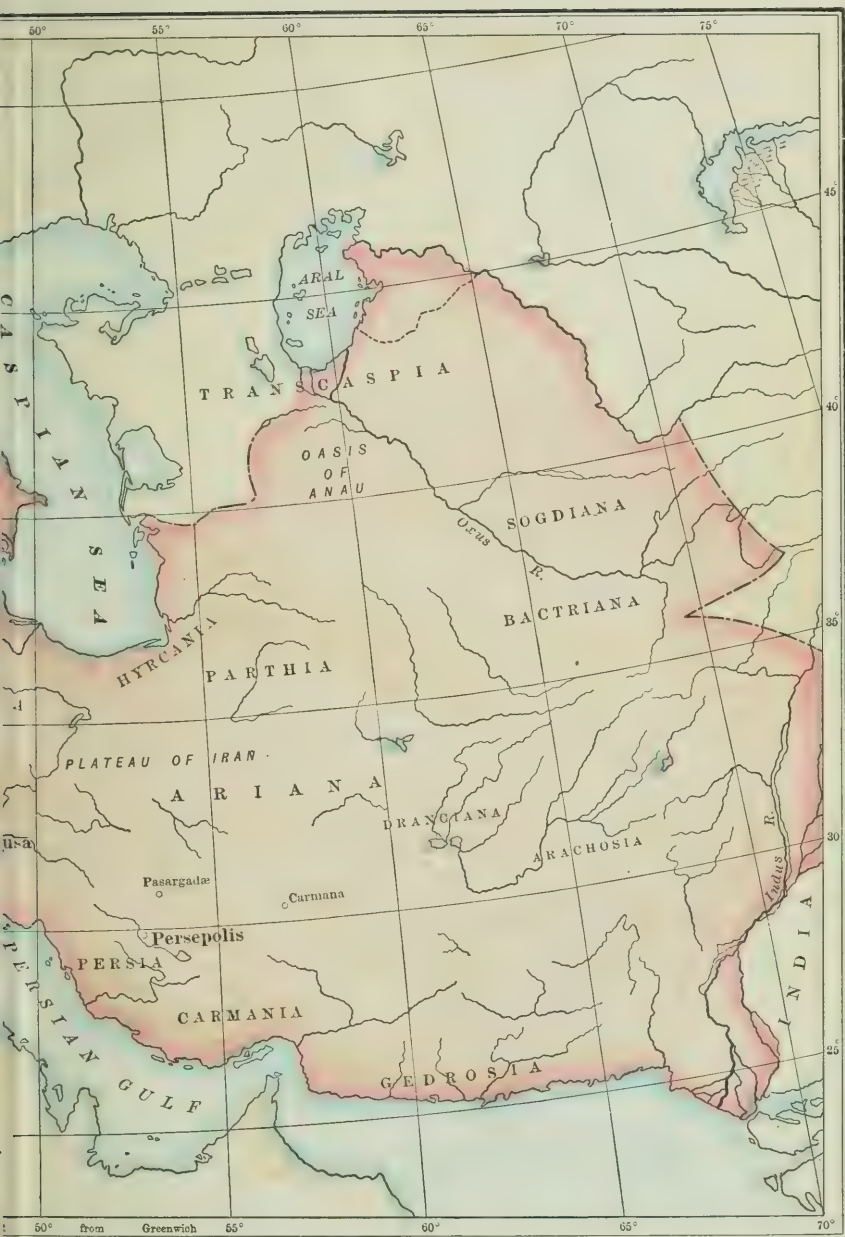 50° 55° 60° 65° 70° 75°
45°
40°
35°
30°
25°
CASPIAN SEA
ARAL
SEA
TRANSCASPIA
OASIS
OF
ANAU
SOGDIANA
Oxus R.
BACTRIANA
HYRCANIA
PARTHIA
PLATEAU OF IRAN
ARIANA
DRANGIANA
ARACHOSIA
usa
Pasargadæ
Carmana
Persepolis
PERSIA
CARMANIA
GEDROSIA
Indus R.
INDIA
PERSIAN GULF
50° from Greenwich 55° 60° 65° 70°